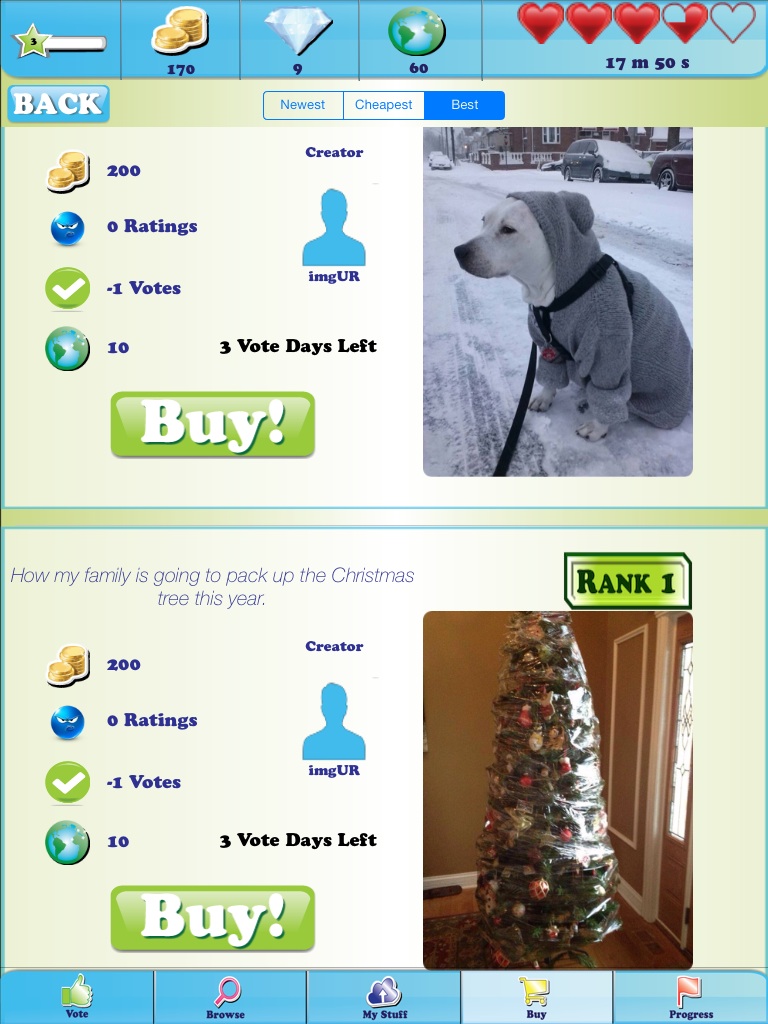 3
170
9
60
17 m 50 s
BACK
Newest
Cheapest
Best
200
Creator
0 Ratings
imgUR
-1 Votes
10
3 Vote Days Left
Buy!
How my family is going to pack up the Christmas
tree this year.
RANK 1
Creator
200
0 Ratings
imgUR
-1 Votes
10
3 Vote Days Left
Buy!
Vote
Browse
My Stuff
Buy
Progress